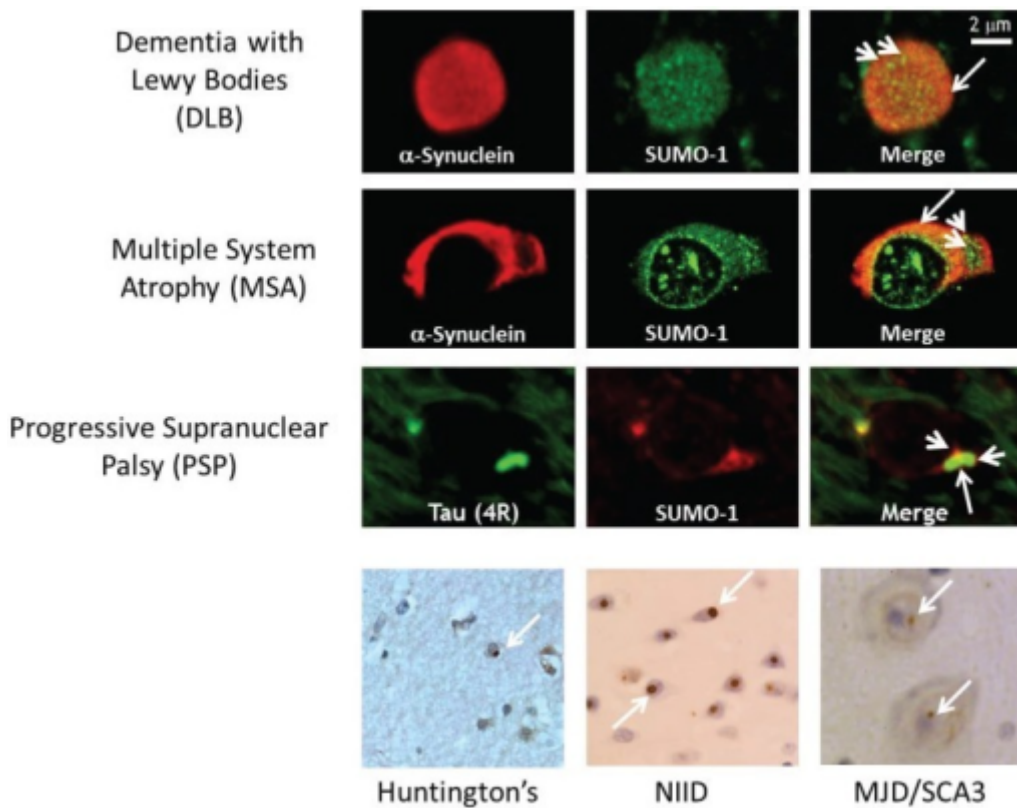 Dementia with
Lewy Bodies
(DLB)
α-Synuclein
SUMO-1
Merge
2 µm
Multiple System
Atrophy (MSA)
α-Synuclein
SUMO-1
Merge
Progressive Supranuclear
Palsy (PSP)
Tau (4R)
SUMO-1
Merge
Huntington's
NIID
MJD/SCA3